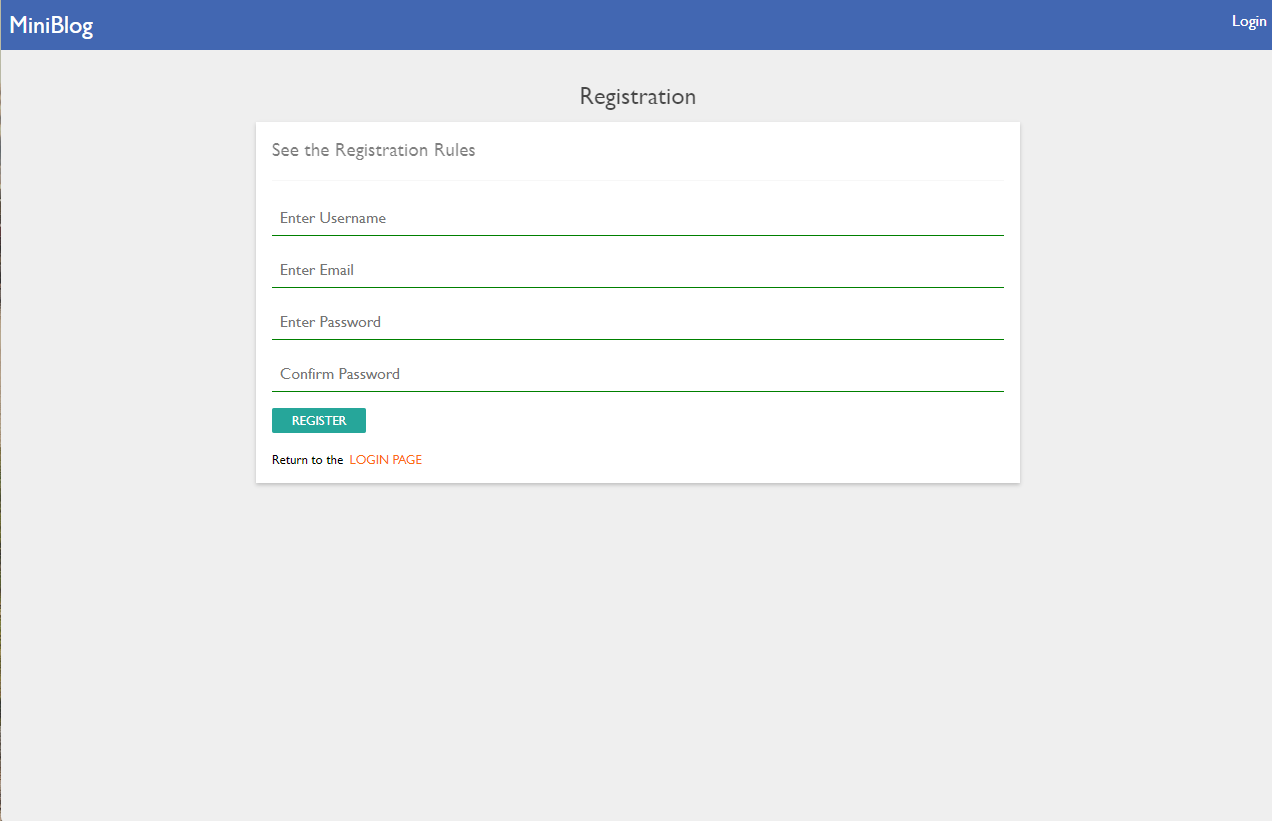 MiniBlog
Login
Registration
See the Registration Rules
Enter Username
Enter Email
Enter Password
Confirm Password
REGISTER
Return to the LOGIN PAGE